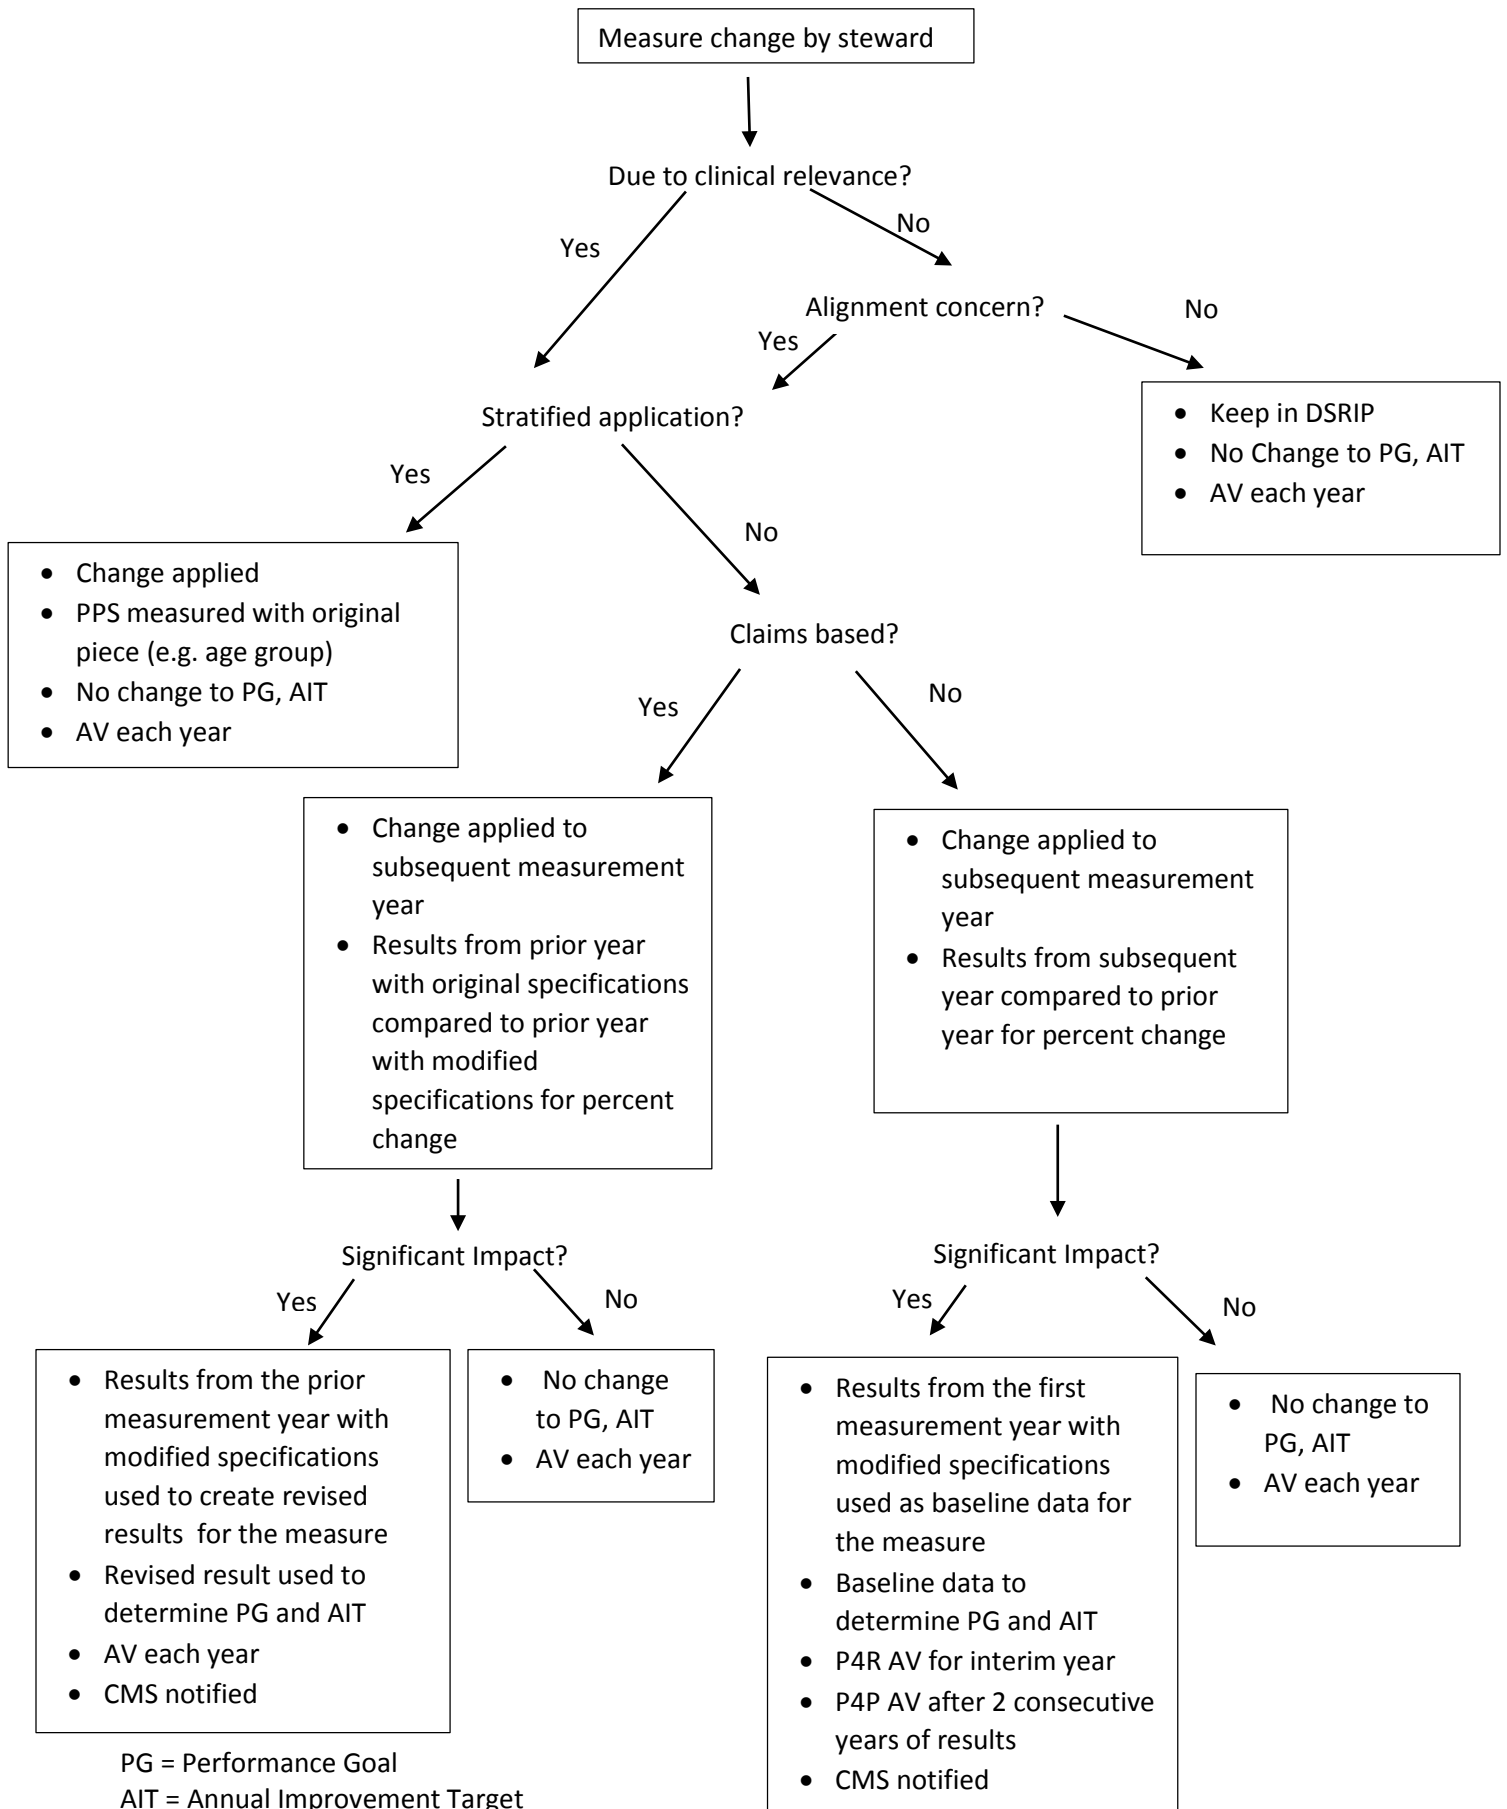 Measure change by steward
Due to clinical relevance?
No
Yes
Alignment concern?
No
Yes
Stratified application?
• Keep in DSRIP
• No Change to PG, AIT
• AV each year
Yes
No
• Change applied
• PPS measured with original
piece (e.g. age group)
• No change to PG, AIT
• AV each year
Claims based?
Yes
No
• Change applied to
subsequent measurement
year
• Results from prior year
with original specifications
compared to prior year
with modified
specifications for percent
change
• Change applied to
subsequent measurement
year
• Results from subsequent
year compared to prior
year for percent change
Significant Impact?
Significant Impact?
Yes
No
Yes
No
• Results from the prior
measurement year with
modified specifications
used to create revised
results for the measure
• Revised result used to
determine PG and AIT
• AV each year
• CMS notified
• No change
to PG, AIT
• AV each year
• Results from the first
measurement year with
modified specifications
used as baseline data for
the measure
• Baseline data to
determine PG and AIT
• P4R AV for interim year
• P4P AV after 2 consecutive
years of results
• CMS notified
• No change to
PG, AIT
• AV each year
PG = Performance Goal
AIT = Annual Improvement Target